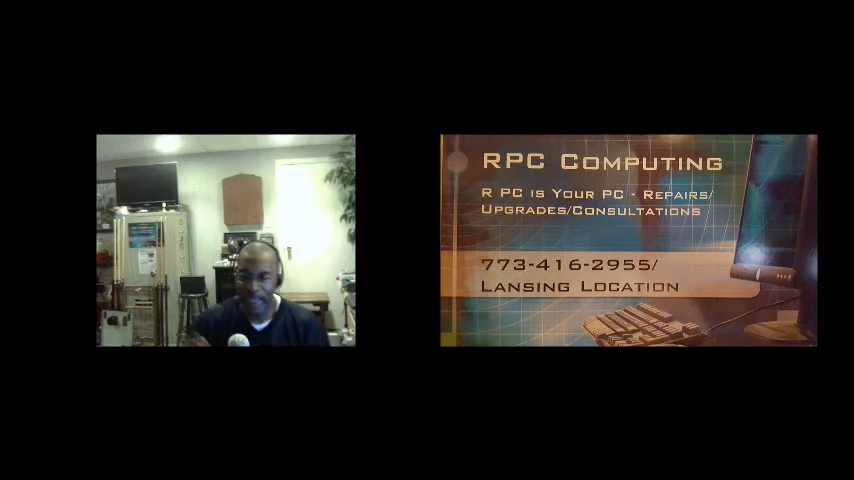 RPC Computing
R PC is Your PC - Repairs/
Upgrades/Consultations
773-416-2955/
Lansing Location